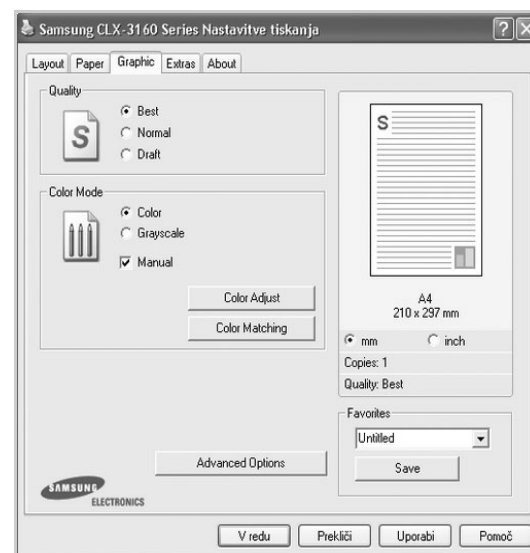 Samsung CLX-3160 Series Nastavitve tiskanja
Layout Paper Graphic Extras About
Quality
S
Best
Normal
Draft
Color Mode
Color
Grayscale
Manual
Color Adjust
Color Matching
Advanced Options
SAMSUNG
ELECTRONICS
S
A4
210 x 297 mm
mm inch
Copies: 1
Quality: Best
Favorites
Untitled
Save
V redu Prekliči Uporabi Pomoč